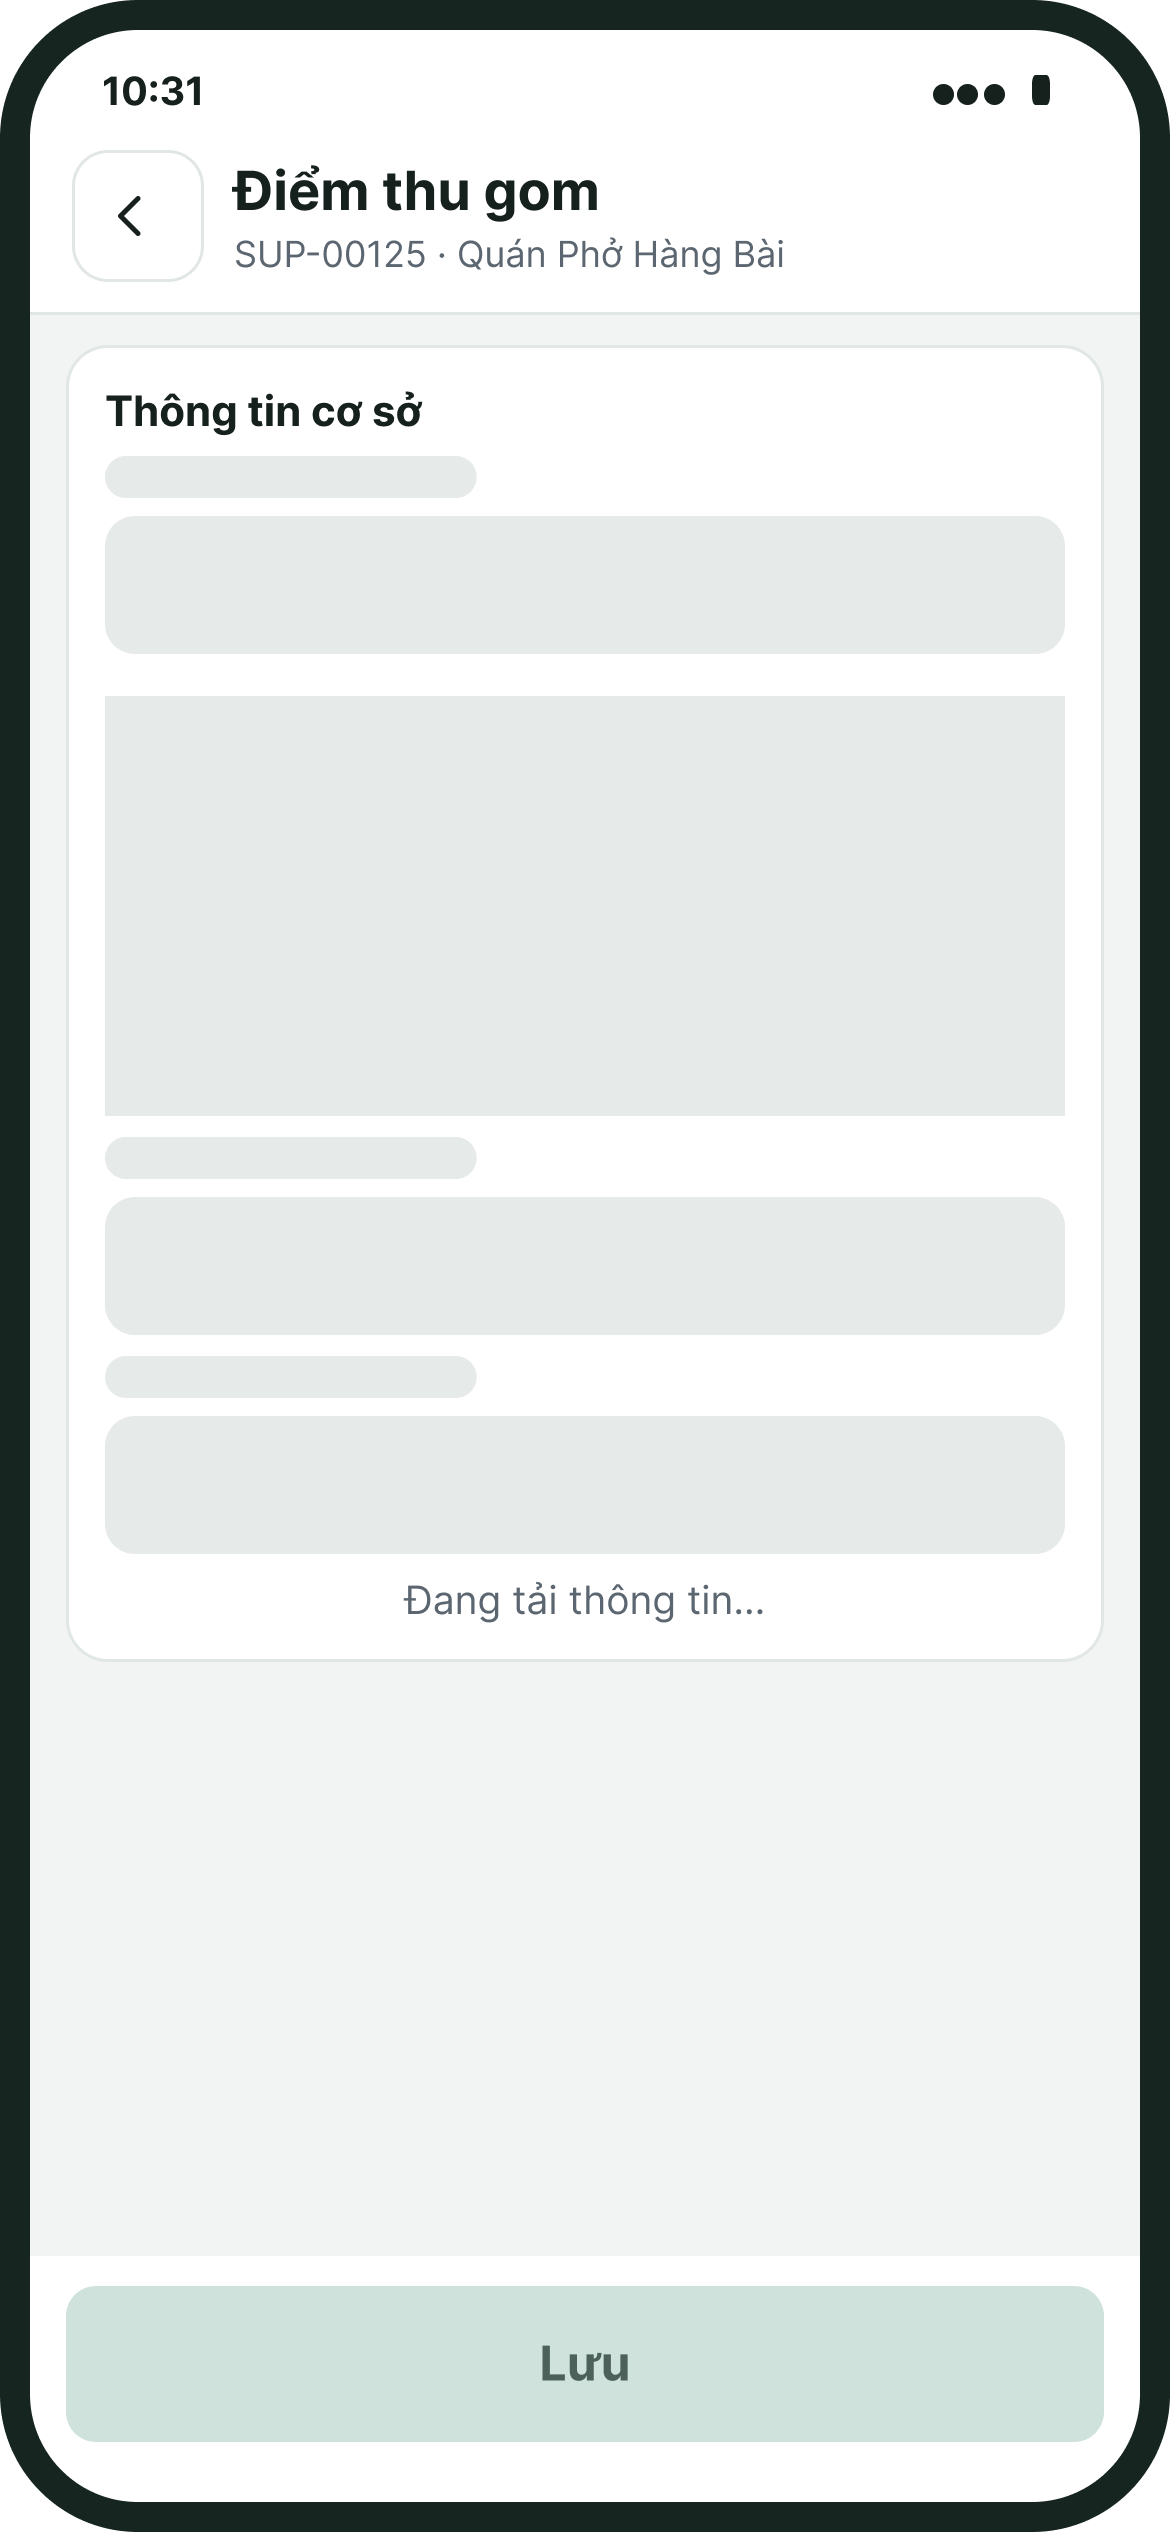 10:31
Điểm thu gom
SUP-00125 · Quán Phở Hàng Bài
Thông tin cơ sở
Đang tải thông tin...
Lưu